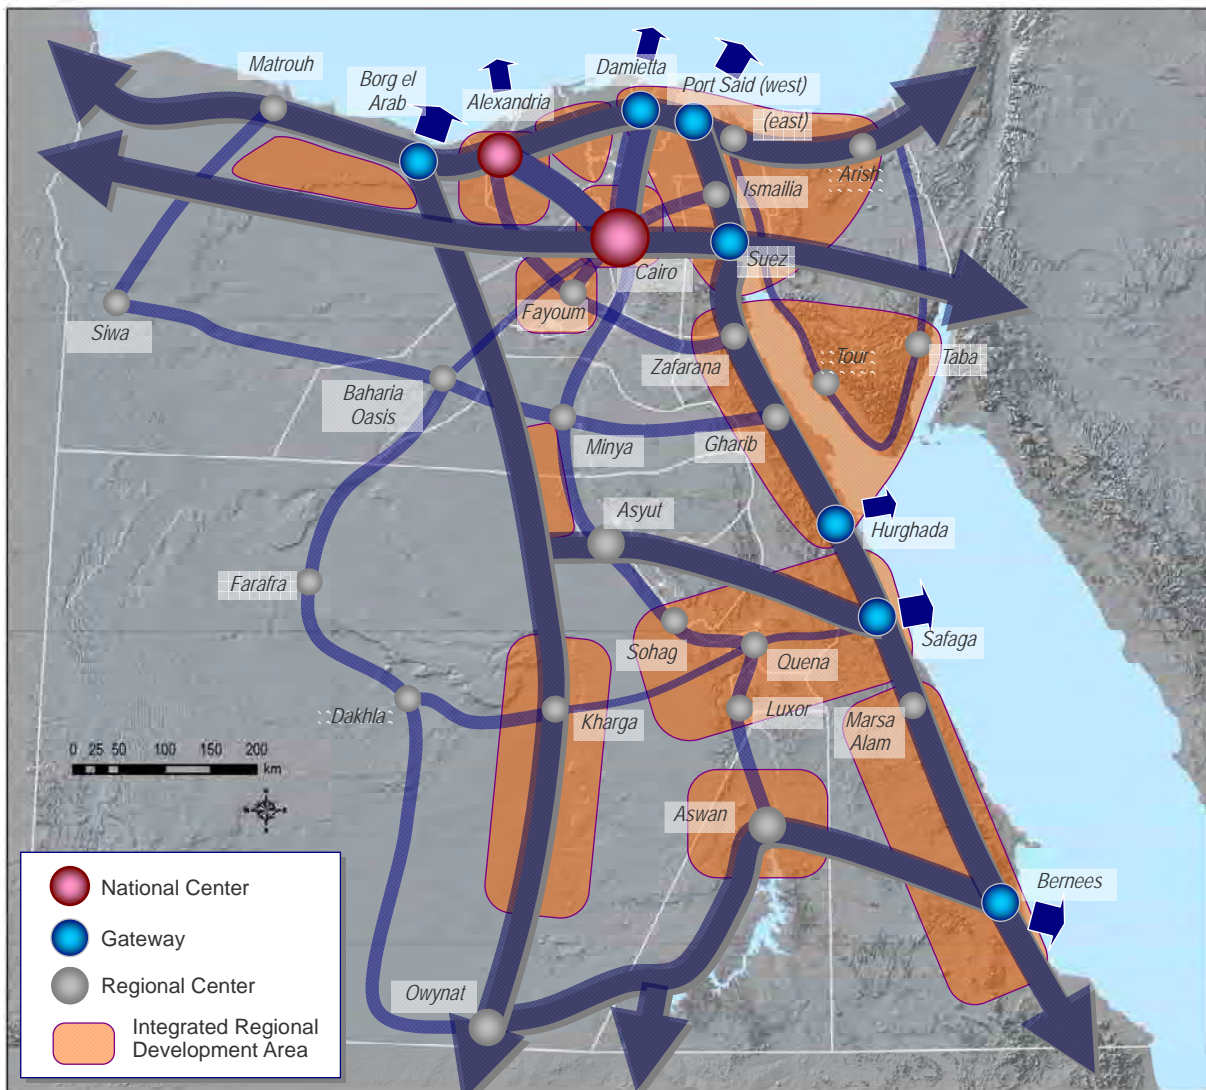 Matrouh
Borg el
Arab
Alexandria
Damietta
Port Said (west)
(east)
Arish
Ismailia
Suez
Cairo
Fayoum
Siwa
Zafarana
Tour
Taba
Baharia
Oasis
Minya
Gharib
Asyut
Hurghada
Farafra
Sohag
Quena
Safaga
Dakhla
Kharga
Luxor
Marsa
Alam
0 25 50 100 150 200
km
Aswan
Bernees
Owynat
National Center
Gateway
Regional Center
Integrated Regional
Development Area